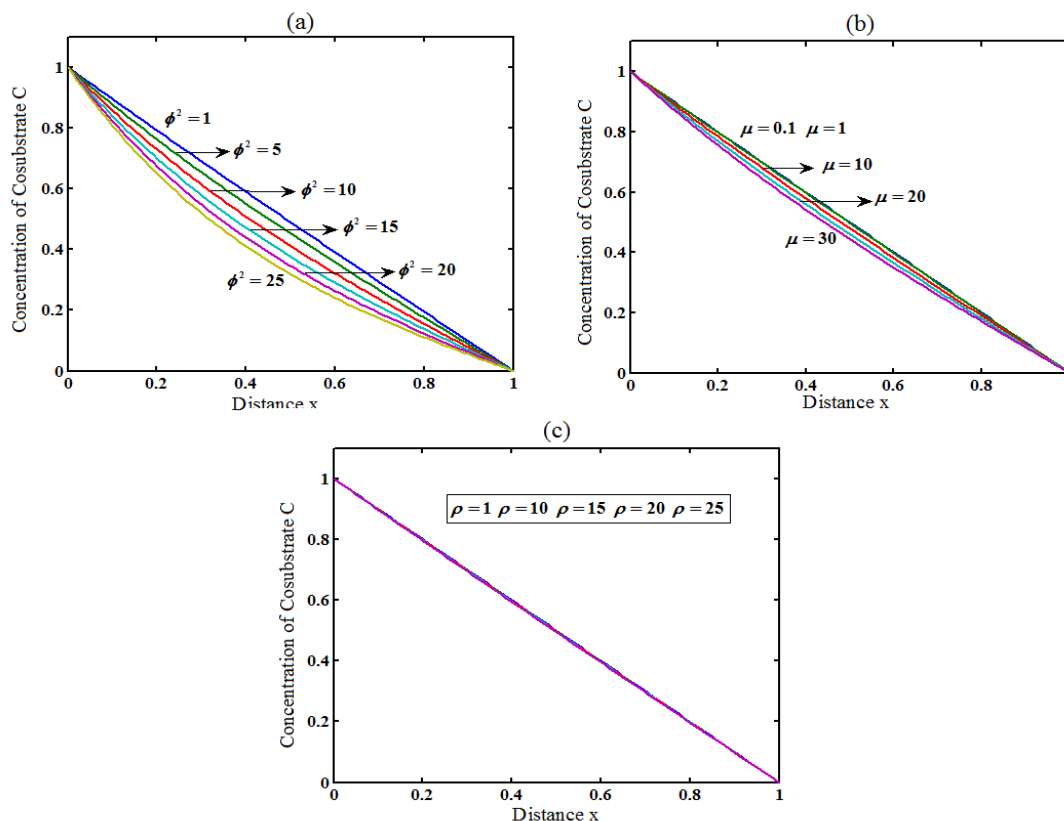 (a)
Concentration of Cosubstrate C
1
0.8
0.6
0.4
0.2
0
ϕ² = 1
ϕ² = 5
ϕ² = 10
ϕ² = 15
ϕ² = 20
ϕ² = 25
0 0.2 0.4 0.6 0.8 1
Distance x
(b)
Concentration of Cosubstrate C
1
0.8
0.6
0.4
0.2
0
μ = 0.1 μ = 1
μ = 10
μ = 20
μ = 30
0 0.2 0.4 0.6 0.8
Distance x
(c)
Concentration of Cosubstrate C
1
0.8
0.6
0.4
0.2
0
ρ = 1 ρ = 10 ρ = 15 ρ = 20 ρ = 25
0 0.2 0.4 0.6 0.8 1
Distance x